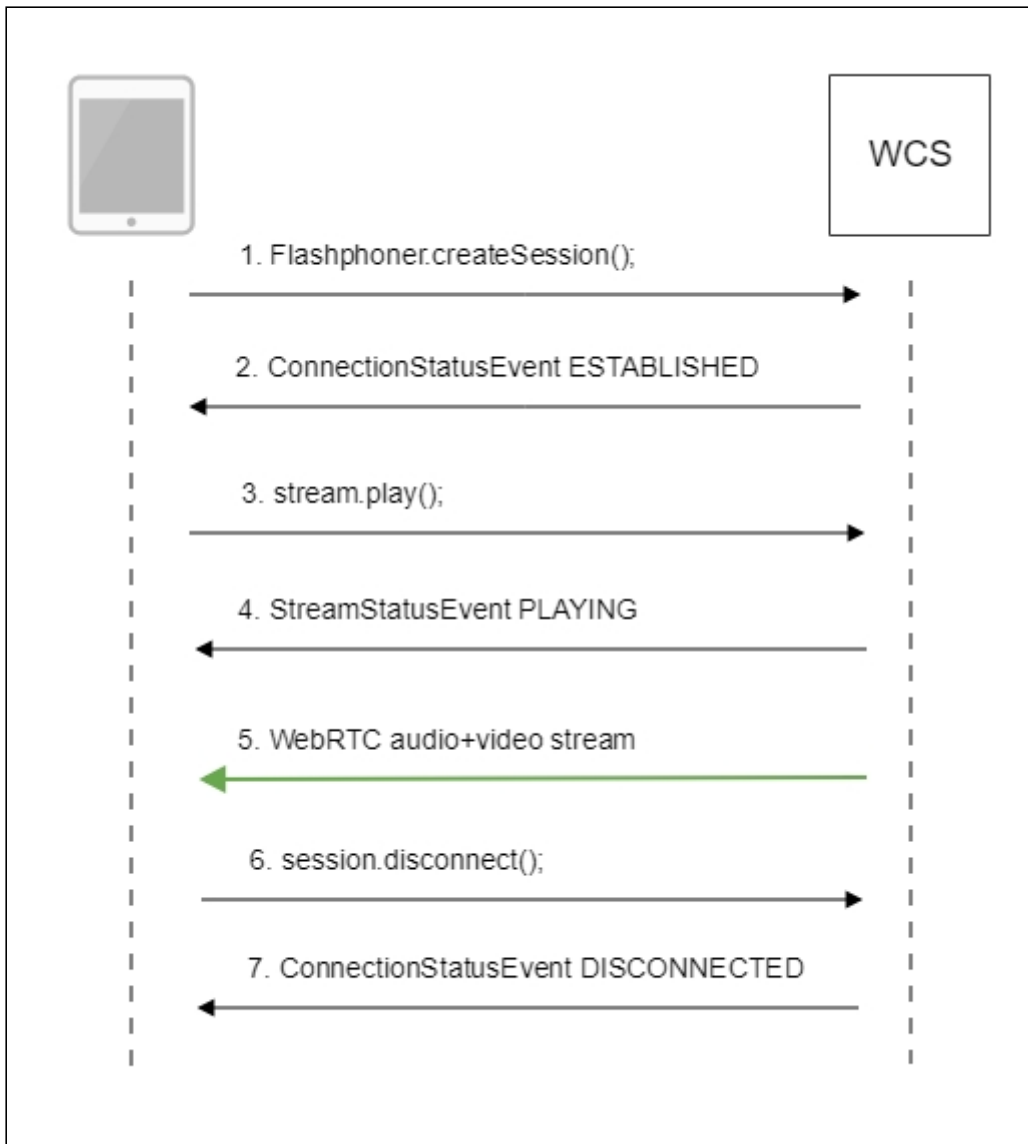 WCS
1. Flashphoner.createSession();
2. ConnectionStatusEvent ESTABLISHED
3. stream.play();
4. StreamStatusEvent PLAYING
5. WebRTC audio+video stream
6. session.disconnect();
7. ConnectionStatusEvent DISCONNECTED